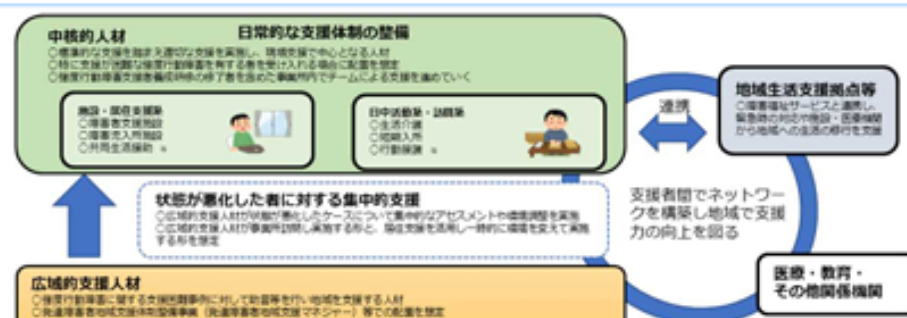 中核的人材
日常的な支援体制の整備
○標準的な支援を踏まえ適切な支援を実施し、現場支援で中心となる人材
○特に支援が困難な強度行動障害を有する者を受け入れる場合に配置を想定
○強度行動障害支援者養成研修の修了者を含めた事業所内でチームによる支援を進めていく
施設・居住支援系
○障害者支援施設
○障害児入所施設
○共同生活援助 等
日中活動系・訪問系
○生活介護
○短期入所
○行動援護 等
連携
地域生活支援拠点等
○障害福祉サービスと連携し、
緊急時の対応や施設・医療機関
から地域への生活の移行を支援
状態が悪化した者に対する集中的支援
○広域的支援人材が状態が悪化したケースについて集中的なアセスメントや環境調整を実施
○広域的支援人材が事業所訪問し実施する形と、居住支援を活用し一時的に環境を変えて実施
する形を想定
支援者間でネットワー
クを構築し地域で支援
力の向上を図る
医療・教育・
その他関係機関
広域的支援人材
○強度行動障害に関する支援困難事例に対して助言等を行い地域を支援する人材
○発達障害者地域支援体制整備事業（発達障害者地域支援マネジャー）等での配置を想定